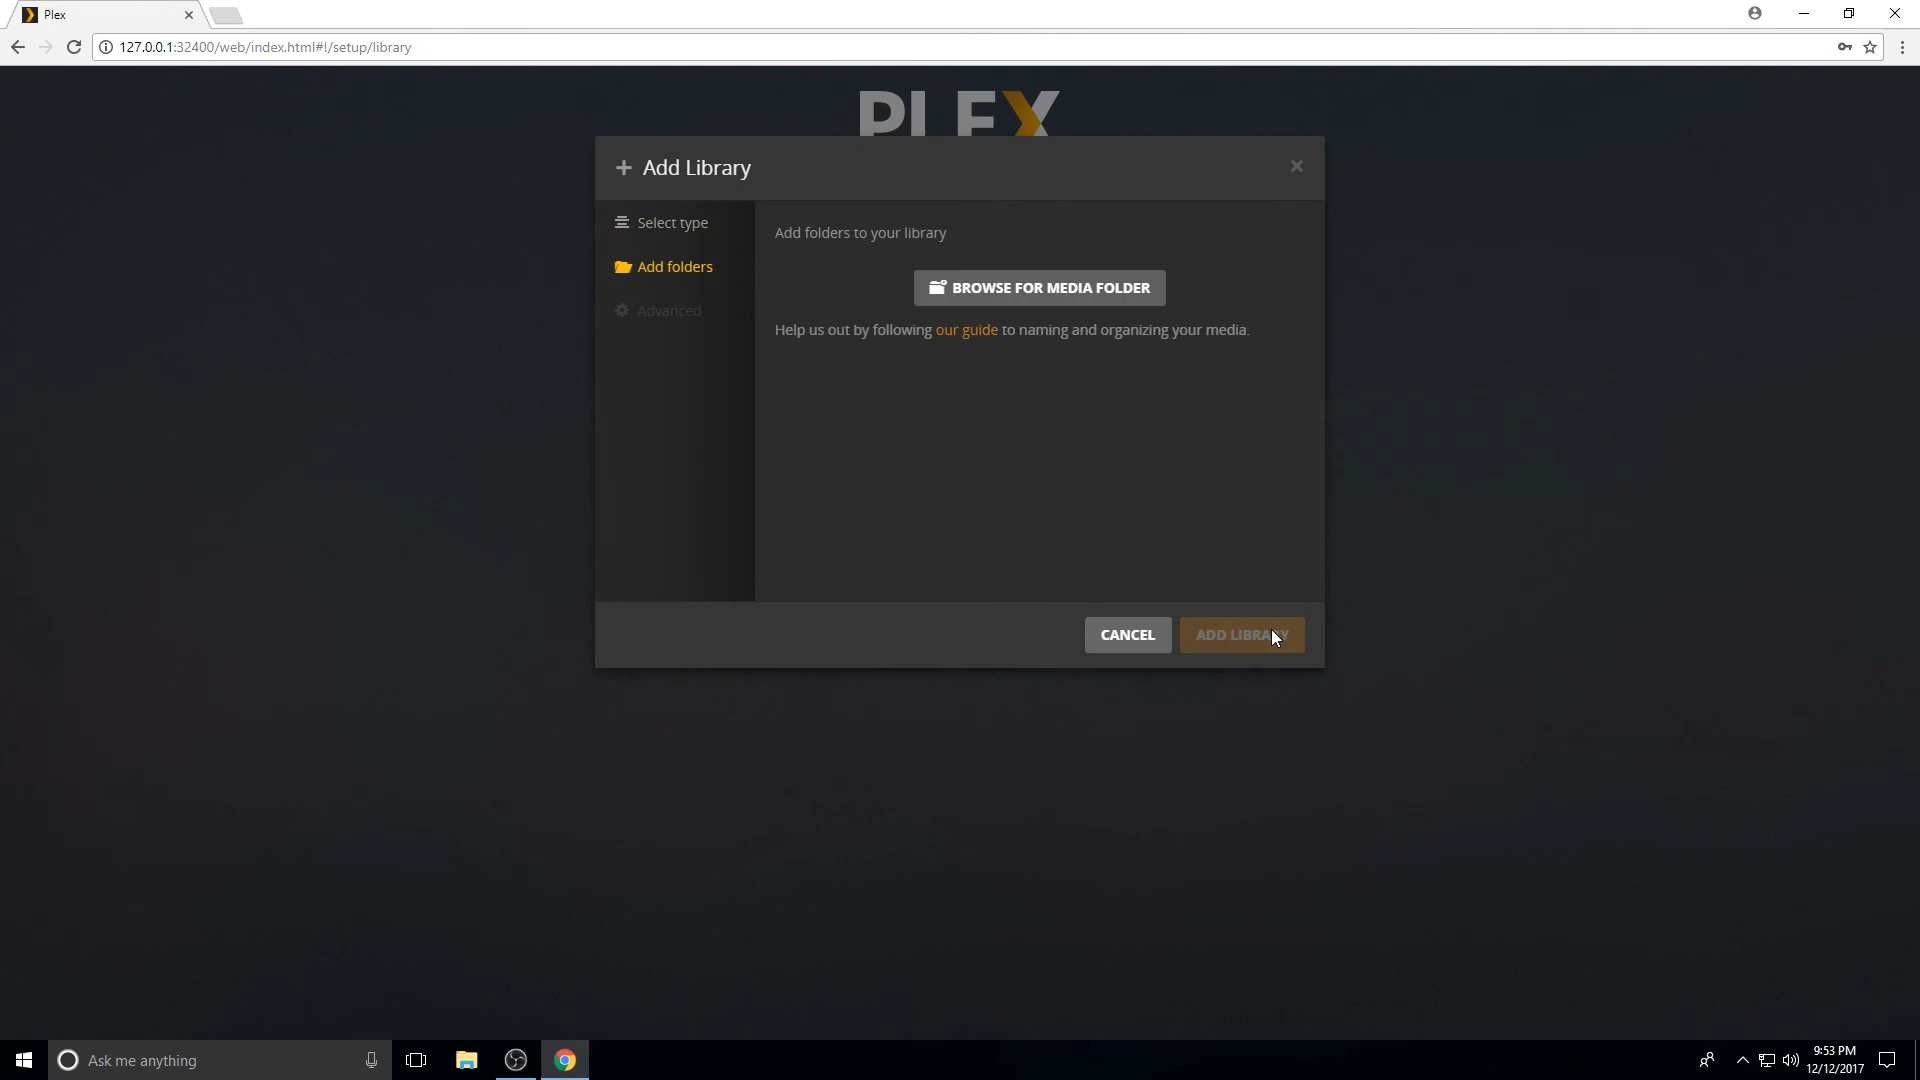 Plex
127.0.0.1:32400/web/index.html#!/setup/library
PLEX
Add Library
Select type
Add folders
Advanced
Add folders to your library
BROWSE FOR MEDIA FOLDER
Help us out by following our guide to naming and organizing your media.
CANCEL
ADD LIBRARY
Ask me anything
9:53 PM
12/12/2017